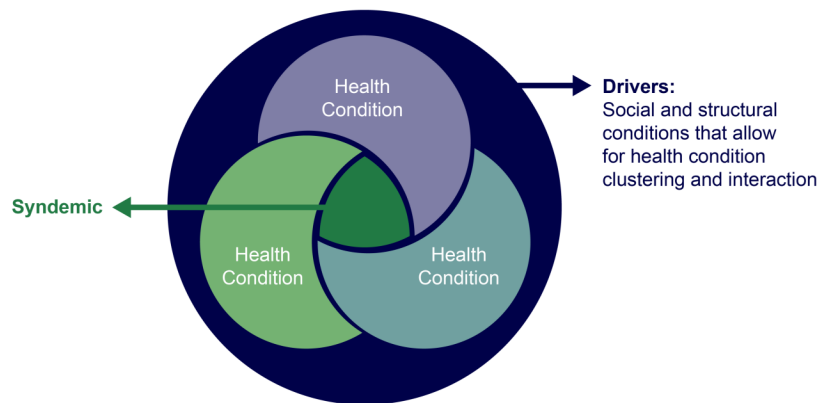 Health
Condition
Drivers:
Social and structural
conditions that allow
for health condition
clustering and interaction
Syndemic
Health
Condition
Health
Condition